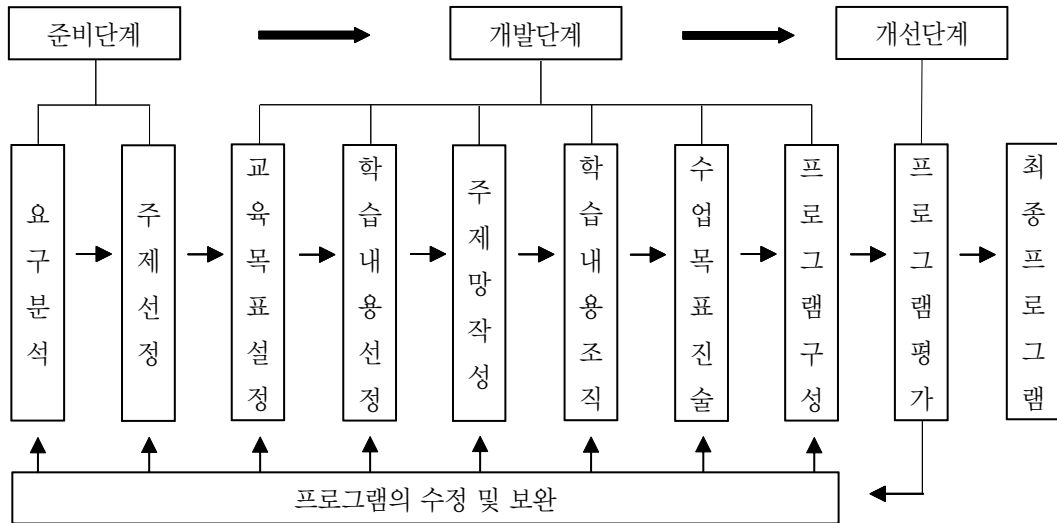 준비단계
개발단계
개선단계
요구분석
주제선정
교육목표설정
학습내용선정
주제망작성
학습내용조직
수업목표진술
프로그램구성
프로그램평가
최종프로그램
프로그램의 수정 및 보완